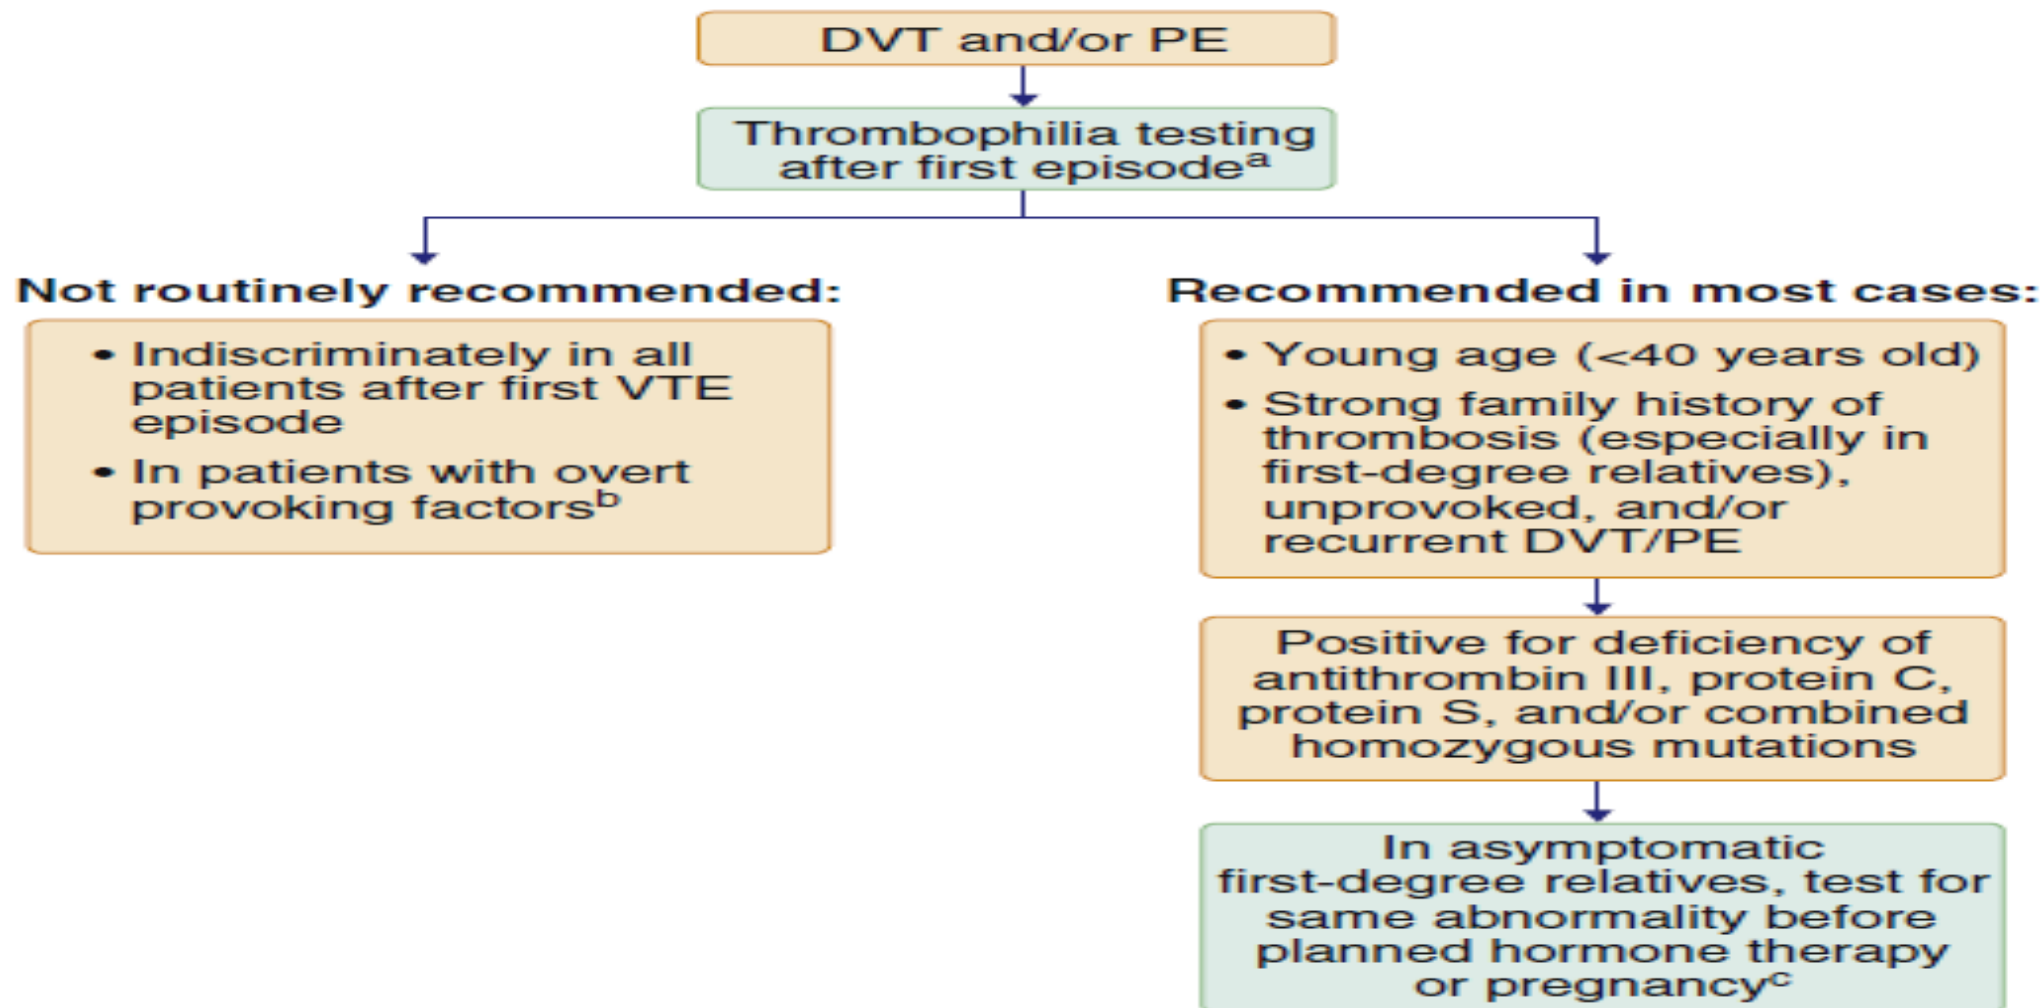 DVT and/or PE
Thrombophilia testing
after first episodeᵃ
Not routinely recommended:
• Indiscriminately in all
patients after first VTE
episode
• In patients with overt
provoking factorsᵇ
Recommended in most cases:
• Young age (<40 years old)
• Strong family history of
thrombosis (especially in
first-degree relatives),
unprovoked, and/or
recurrent DVT/PE
Positive for deficiency of
antithrombin III, protein C,
protein S, and/or combined
homozygous mutations
In asymptomatic
first-degree relatives, test for
same abnormality before
planned hormone therapy
or pregnancyᶜ